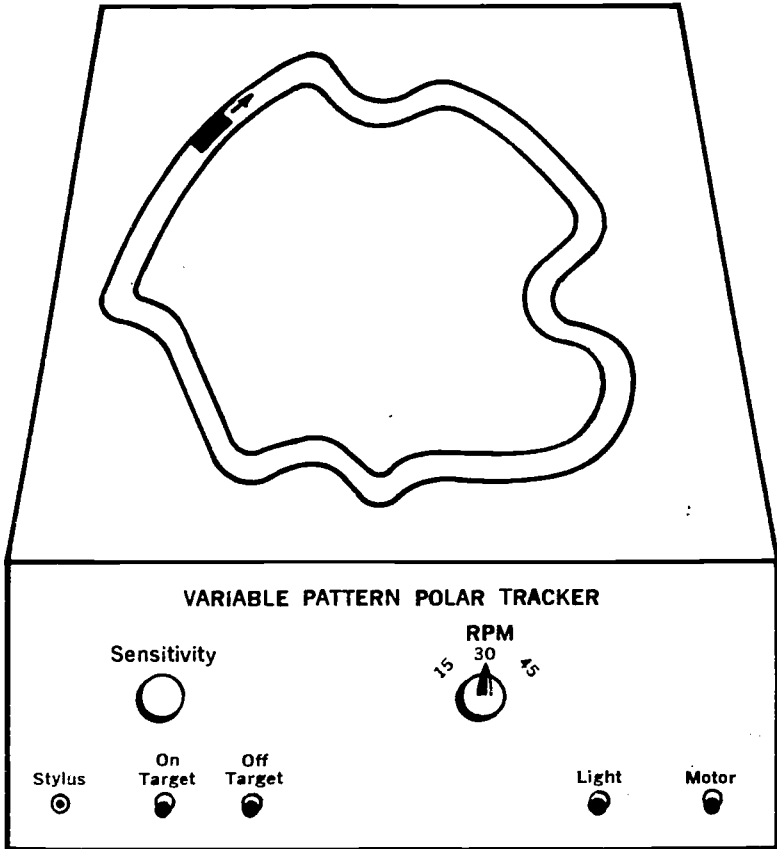 VARIABLE PATTERN POLAR TRACKER
Sensitivity
RPM
15 30 45
Stylus
On
Target
Off
Target
Light
Motor